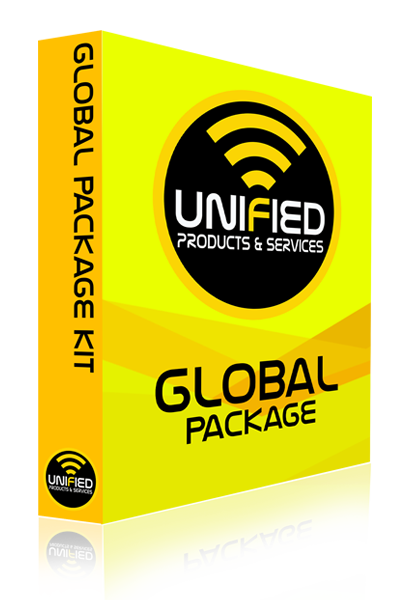 GLOBAL PACKAGE KIT
UNIFIED
PRODUCTS & SERVICES
UNIFIED
PRODUCTS & SERVICES
GLOBAL
PACKAGE